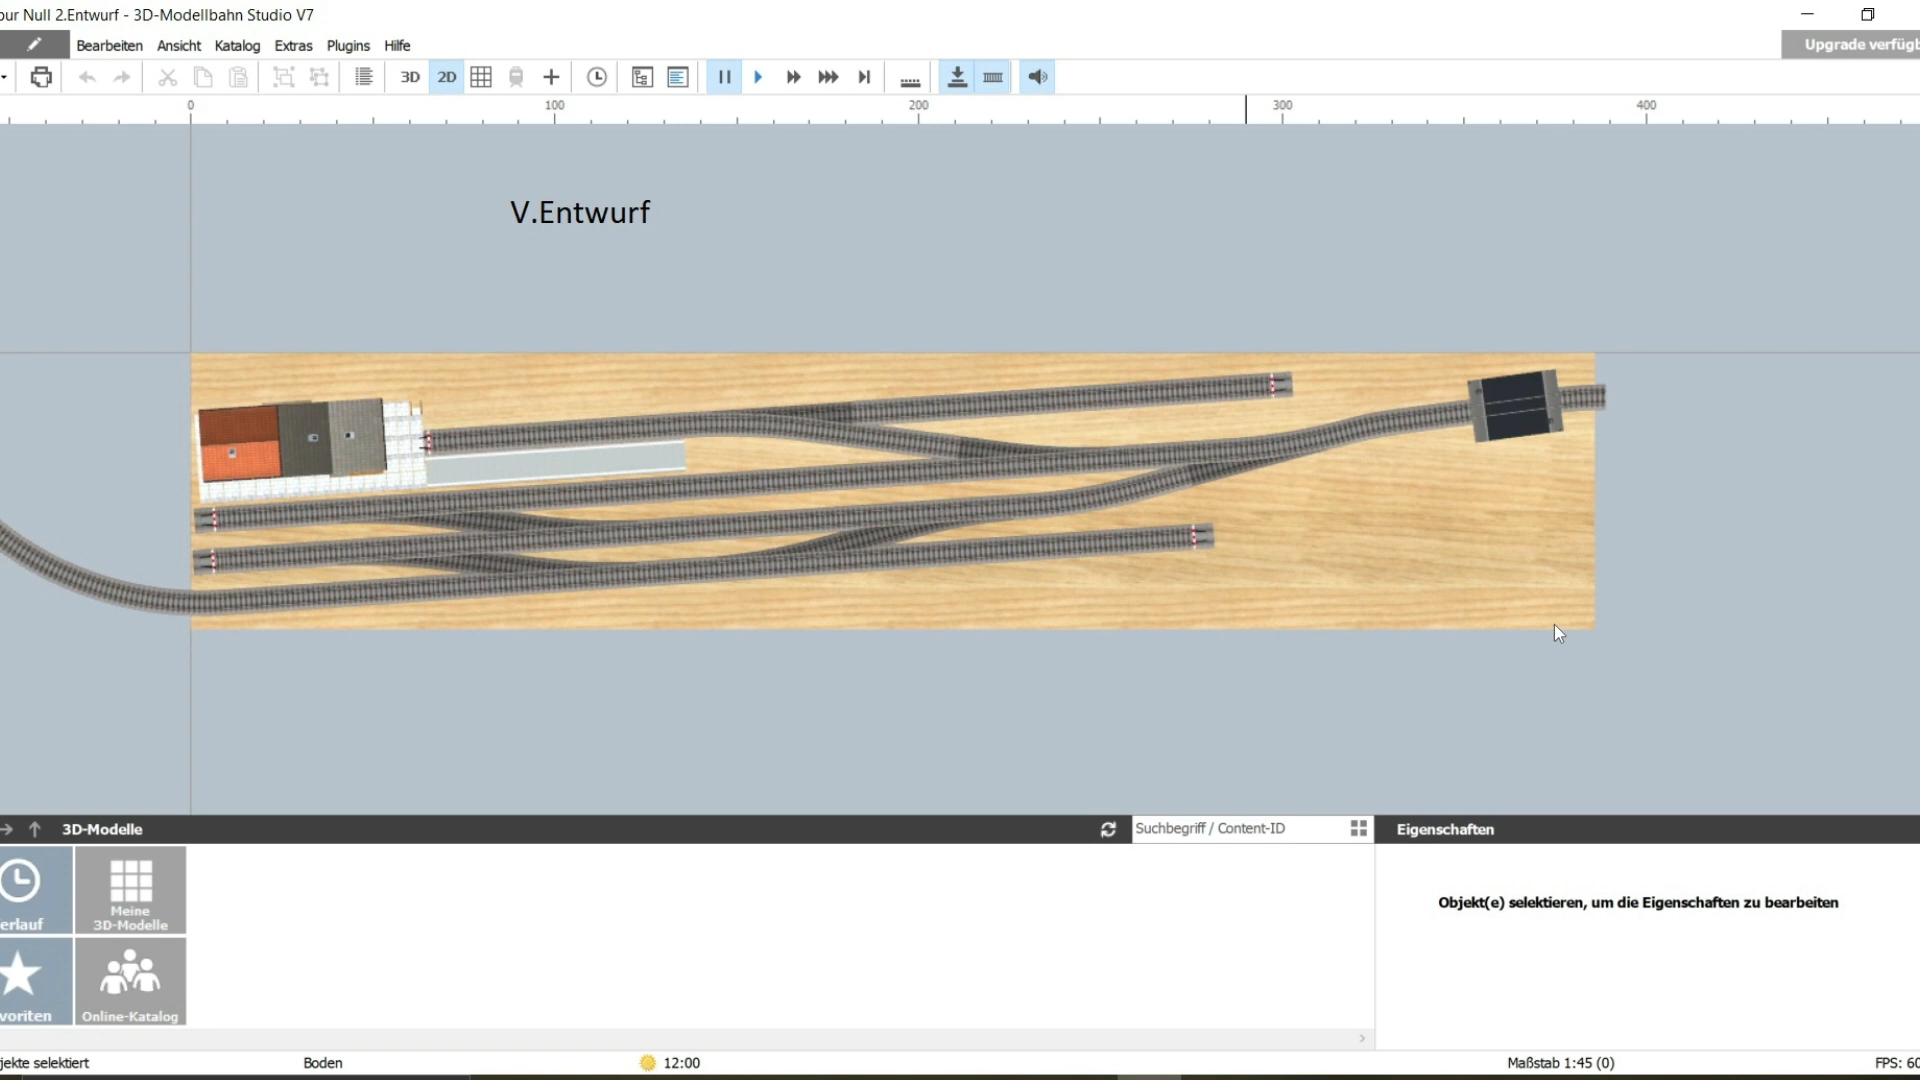 our Null 2.Entwurf - 3D-Modellbahn Studio V7
Bearbeiten Ansicht Katalog Extras Plugins Hilfe
Upgrade verfügb
3D 2D
0 100 200 300 400
V.Entwurf
3D-Modelle
Suchbegriff / Content-ID
Eigenschaften
erlauf
Meine
3D-Modelle
Objekt(e) selektieren, um die Eigenschaften zu bearbeiten
voriten
Online-Katalog
jekte selektiert
Boden
12:00
Maßstab 1:45 (0)
FPS: 60